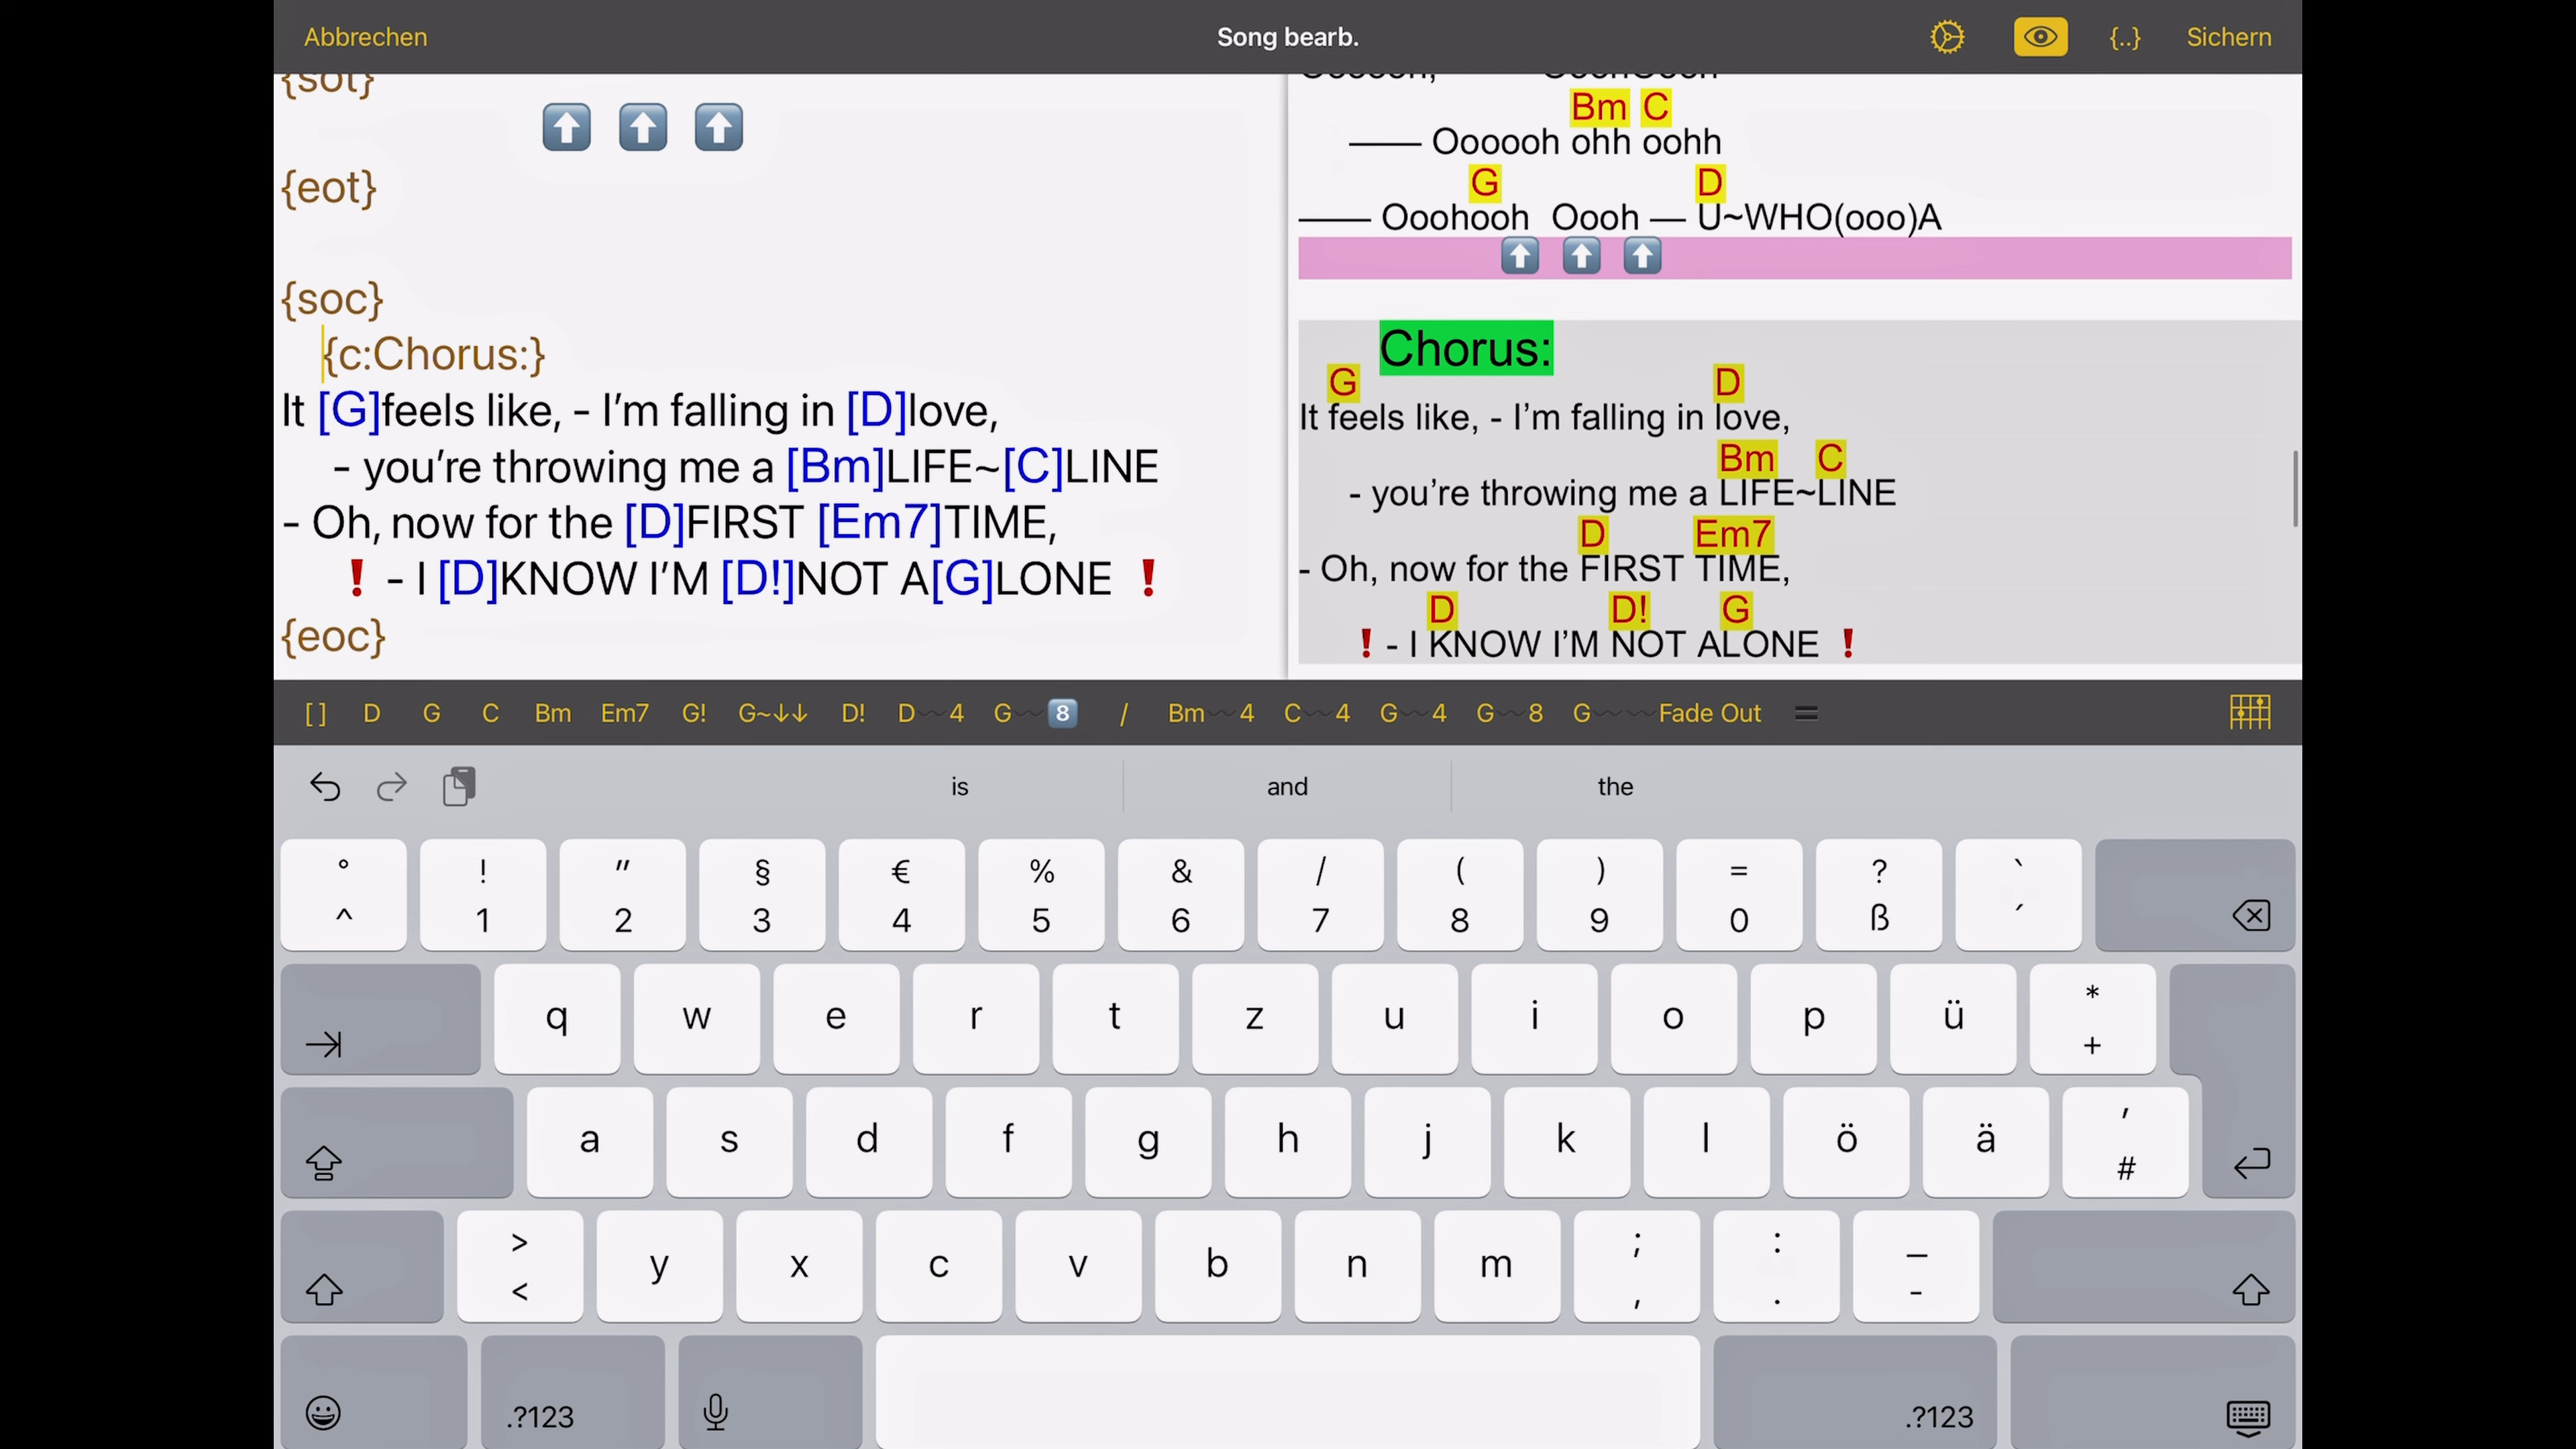 Abbrechen Song bearb. {..} Sichern
{sot}
⬆️ ⬆️ ⬆️
{eot}
{soc}
{c:Chorus:}
It [G]feels like, - I’m falling in [D]love,
- you’re throwing me a [Bm]LIFE~[C]LINE
- Oh, now for the [D]FIRST [Em7]TIME,
❗ - I [D]KNOW I’M [D!]NOT A[G]LONE ❗
{eoc}
Bm C
—— Oooooh ohh oohh
G D
—— Ooohooh Oooh — U~WHO(ooo)A
⬆️ ⬆️ ⬆️
Chorus:
G D
It feels like, - I’m falling in love,
Bm C
- you’re throwing me a LIFE~LINE
D Em7
- Oh, now for the FIRST TIME,
D D! G
❗ - I KNOW I’M NOT ALONE ❗
[ ] D G C Bm Em7 G! G~↓↓ D! D〰4 G〰8️⃣ / Bm〰4 C〰4 G〰4 G〰8 G〰〰Fade Out =
is and the
° ! " § € % & / ( ) = ? `
^ 1 2 3 4 5 6 7 8 9 0 ß ´
q w e r t z u i o p ü * +
a s d f g h j k l ö ä ' #
> < y x c v b n m ; , : . _ -
.?123 .?123